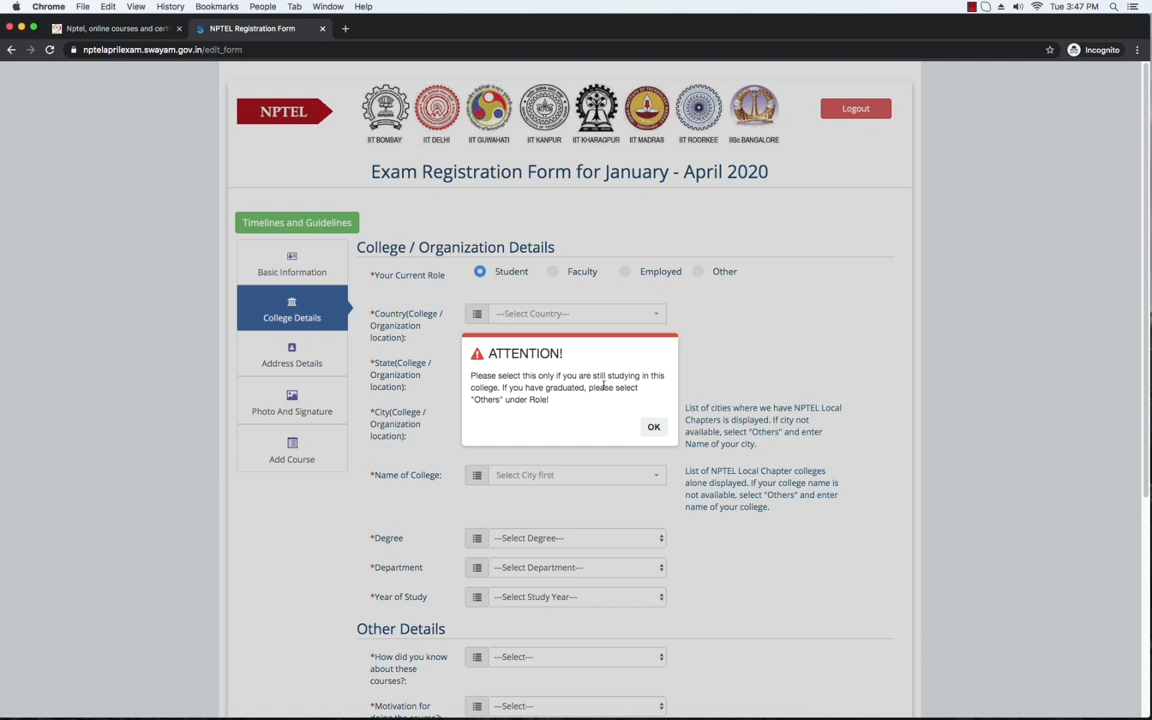 Chrome File Edit View History Bookmarks People Tab Window Help Tue 3:47 PM
Nptel, online courses and cert NPTEL Registration Form
nptelaprilexam.swayam.gov.in/edit_form Incognito
NPTEL
IIT BOMBAY IIT DELHI IIT GUWAHATI IIT KANPUR IIT KHARAGPUR IIT MADRAS IIT ROORKEE IISc BANGALORE
Logout
Exam Registration Form for January - April 2020
Timelines and Guidelines
Basic Information
College Details
Address Details
Photo And Signature
Add Course
College / Organization Details
*Your Current Role Student Faculty Employed Other
*Country(College /
Organization
location):
---Select Country---
*State(College /
Organization
location):
ATTENTION!
Please select this only if you are still studying in this
college. If you have graduated, please select
"Others" under Role!
OK
*City(College /
Organization
location):
List of cities where we have NPTEL Local
Chapters is displayed. If city not
available, select "Others" and enter
Name of your city.
*Name of College: Select City first
List of NPTEL Local Chapter colleges
alone displayed. If your college name is
not available, select "Others" and enter
name of your college.
*Degree ---Select Degree---
*Department ---Select Department---
*Year of Study ---Select Study Year---
Other Details
*How did you know
about these
courses?:
---Select---
*Motivation for
---Select---